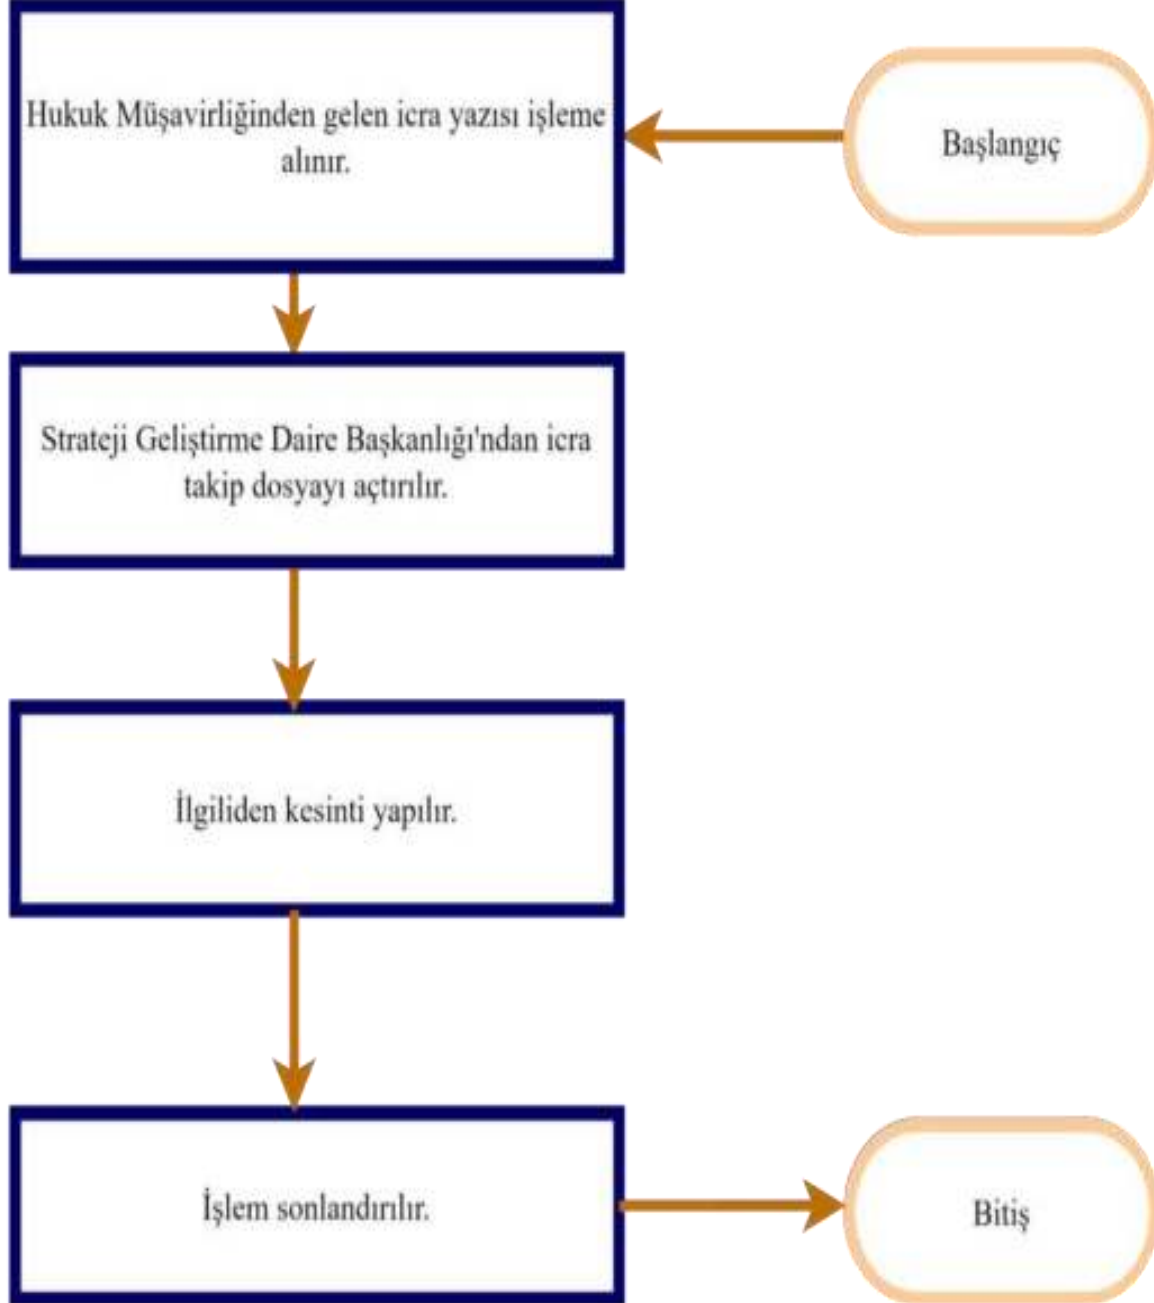 Başlangıç
Hukuk Müşavirliğinden gelen icra yazısı işleme
alınır.
Strateji Geliştirme Daire Başkanlığı'ndan icra
takip dosyayı açtırılır.
İlgiliden kesinti yapılır.
İşlem sonlandırılır.
Bitiş